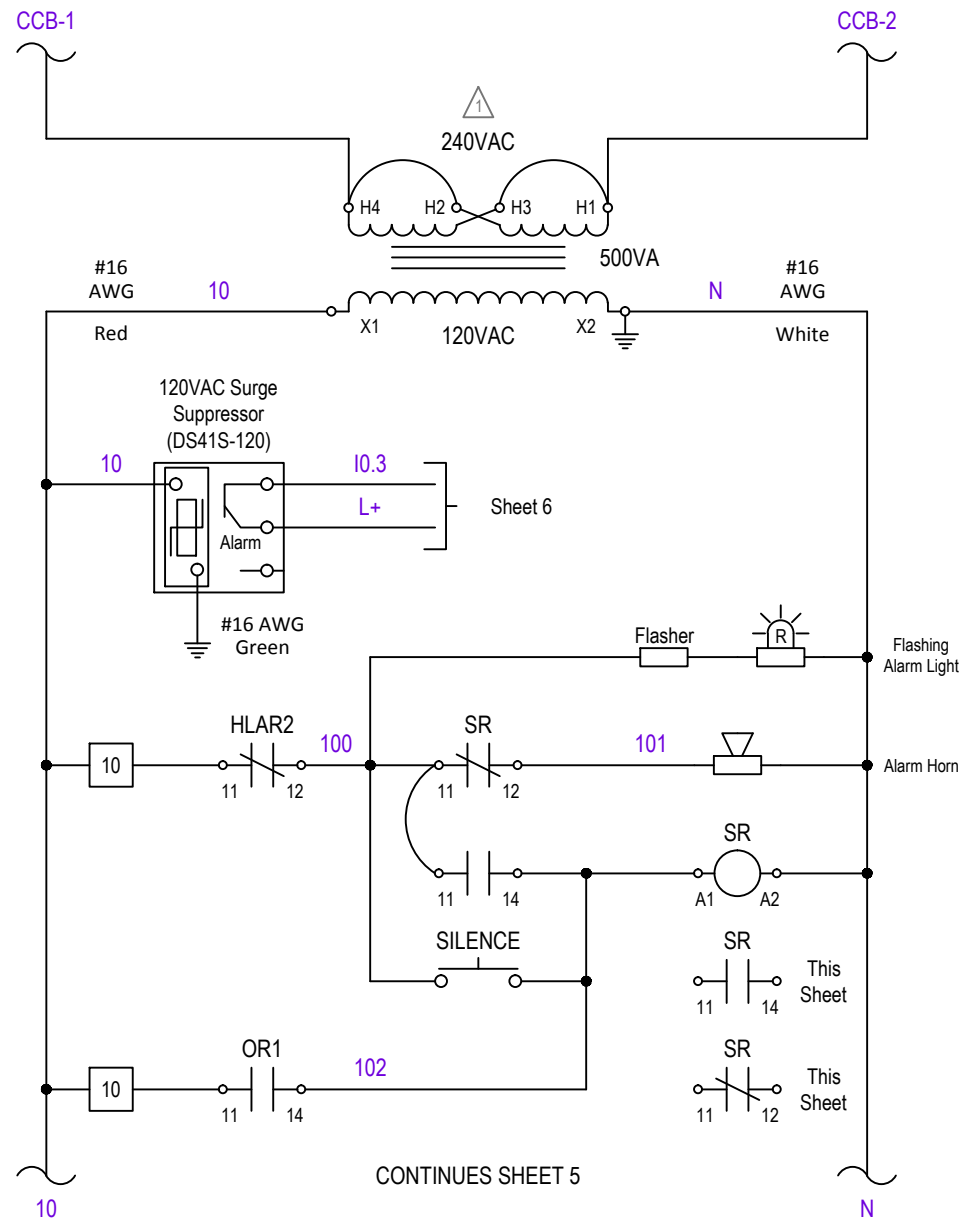 CCB-1
CCB-2
1
240VAC
H4
H2
H3
H1
500VA
#16
AWG
10
N
#16
AWG
Red
X1
120VAC
X2
White
120VAC Surge
Suppressor
(DS41S-120)
10
I0.3
L+
Sheet 6
Alarm
#16 AWG
Green
Flasher
R
Flashing
Alarm Light
HLAR2
100
SR
101
10
11
12
11
12
Alarm Horn
SR
11
14
A1
A2
SILENCE
SR
This
Sheet
11
14
OR1
102
SR
This
Sheet
10
11
14
11
12
CONTINUES SHEET 5
10
N